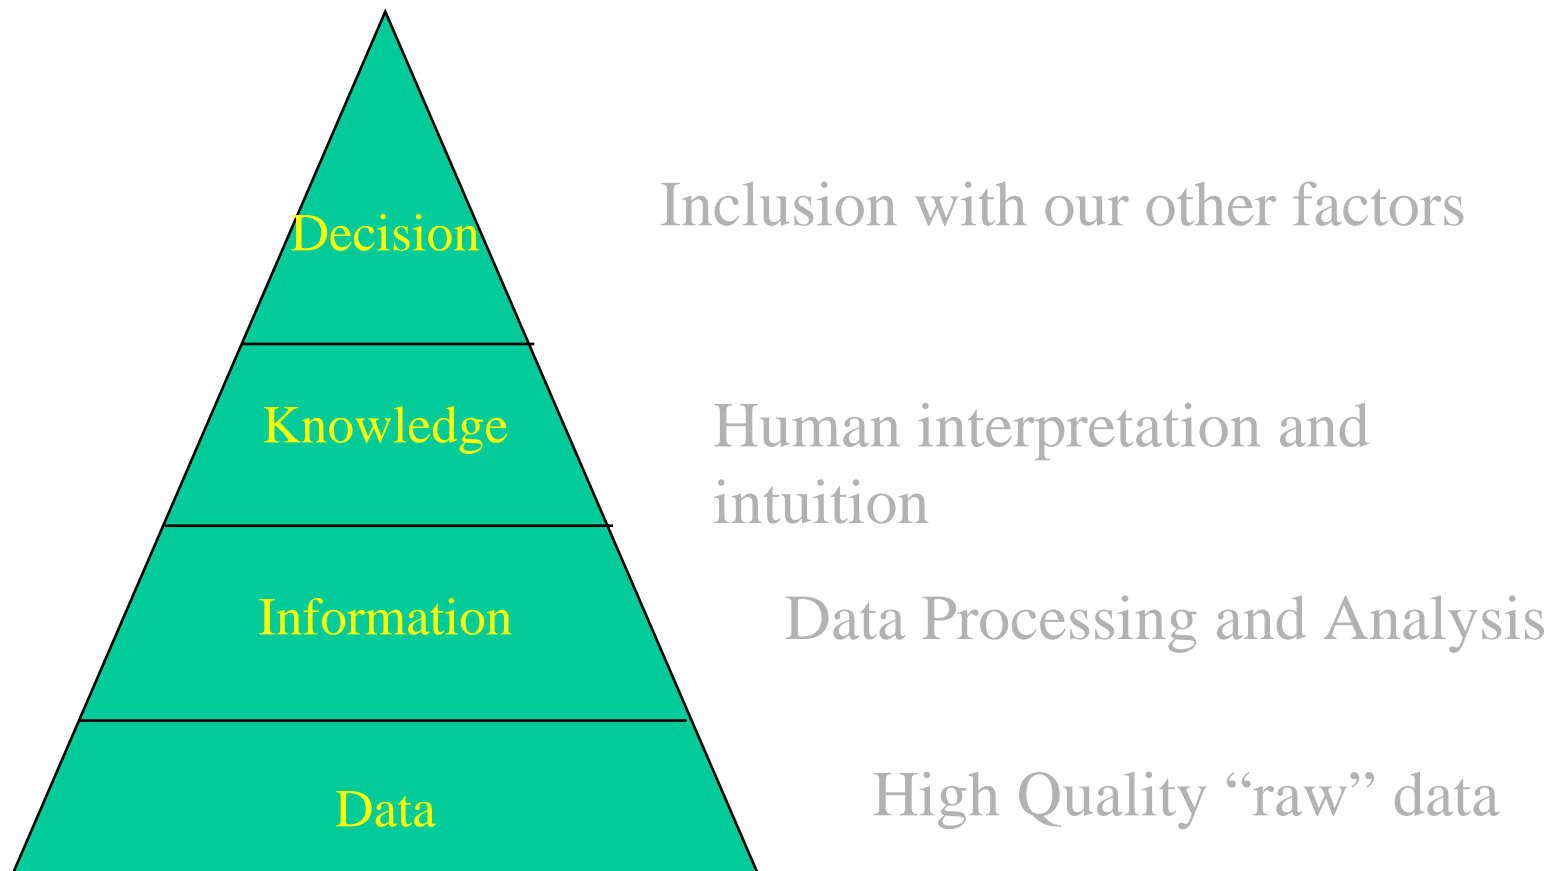 Decision
Inclusion with our other factors
Knowledge
Human interpretation and
intuition
Information
Data Processing and Analysis
Data
High Quality “raw” data